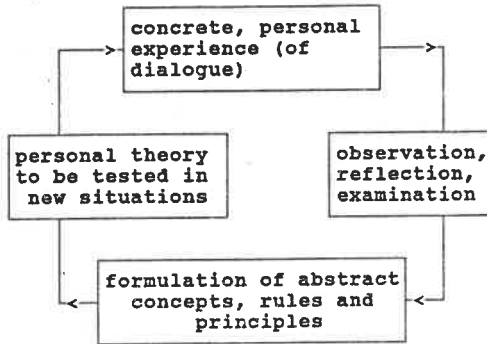 concrete, personal
experience (of
dialogue)
observation,
reflection,
examination
formulation of abstract
concepts, rules and
principles
personal theory
to be tested in
new situations